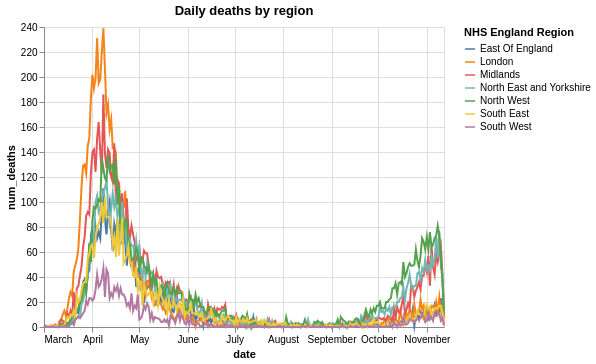 Daily deaths by region
NHS England Region
East Of England
London
Midlands
North East and Yorkshire
North West
South East
South West
num_deaths
240
220
200
180
160
140
120
100
80
60
40
20
0
March April May June July August September October November
date